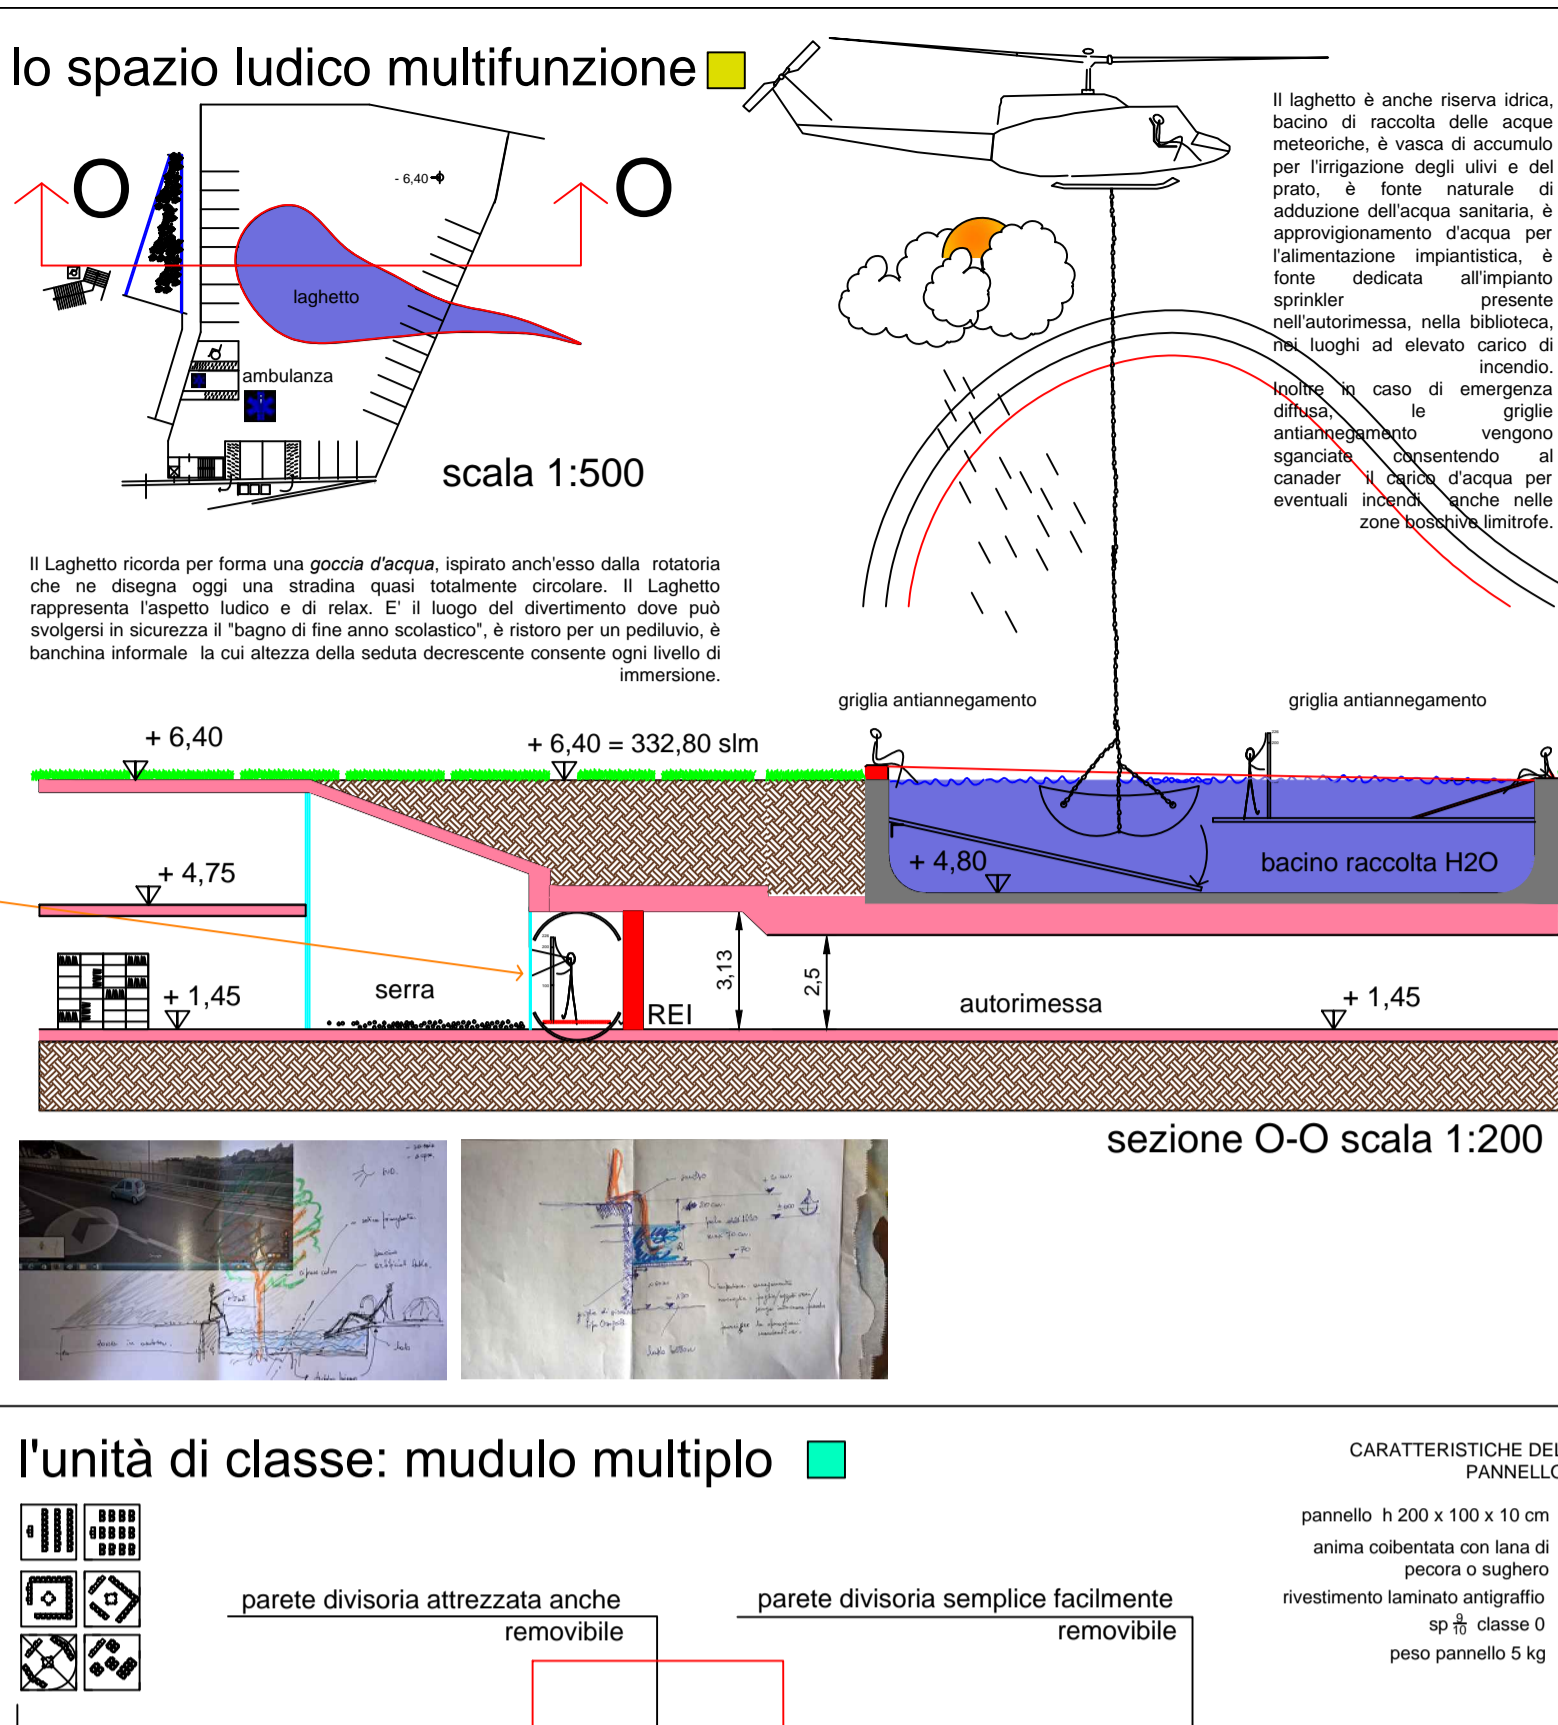 lo spazio ludico multifunzione
O
O
- 6,40
laghetto
ambulanza
scala 1:500
Il laghetto è anche riserva idrica,
bacino di raccolta delle acque
meteoriche, è vasca di accumulo
per l'irrigazione degli ulivi e del
prato, è fonte naturale di
adduzione dell'acqua sanitaria, è
approvigionamento d'acqua per
l'alimentazione impiantistica, è
fonte dedicata all'impianto
sprinkler presente
nell'autorimessa, nella biblioteca,
nei luoghi ad elevato carico di
incendio.
Inoltre in caso di emergenza
diffusa, le griglie
antiannegamento vengono
sganciate consentendo al
canader il carico d'acqua per
eventuali incendi anche nelle
zone boschive limitrofe.
Il Laghetto ricorda per forma una goccia d'acqua, ispirato anch'esso dalla rotatoria
che ne disegna oggi una stradina quasi totalmente circolare. Il Laghetto
rappresenta l'aspetto ludico e di relax. E' il luogo del divertimento dove può
svolgersi in sicurezza il "bagno di fine anno scolastico", è ristoro per un pediluvio, è
banchina informale la cui altezza della seduta decrescente consente ogni livello di
immersione.
griglia antiannegamento
griglia antiannegamento
+ 6,40
+ 6,40 = 332,80 slm
+ 4,75
+ 4,80
bacino raccolta H2O
+ 1,45
serra
REI
3,13
2,5
autorimessa
+ 1,45
sezione O-O scala 1:200
l'unità di classe: mudulo multiplo
CARATTERISTICHE DEL
PANNELLO
pannello h 200 x 100 x 10 cm
anima coibentata con lana di
pecora o sughero
rivestimento laminato antigraffio
sp 9/10 classe 0
peso pannello 5 kg
parete divisoria attrezzata anche
removibile
parete divisoria semplice facilmente
removibile